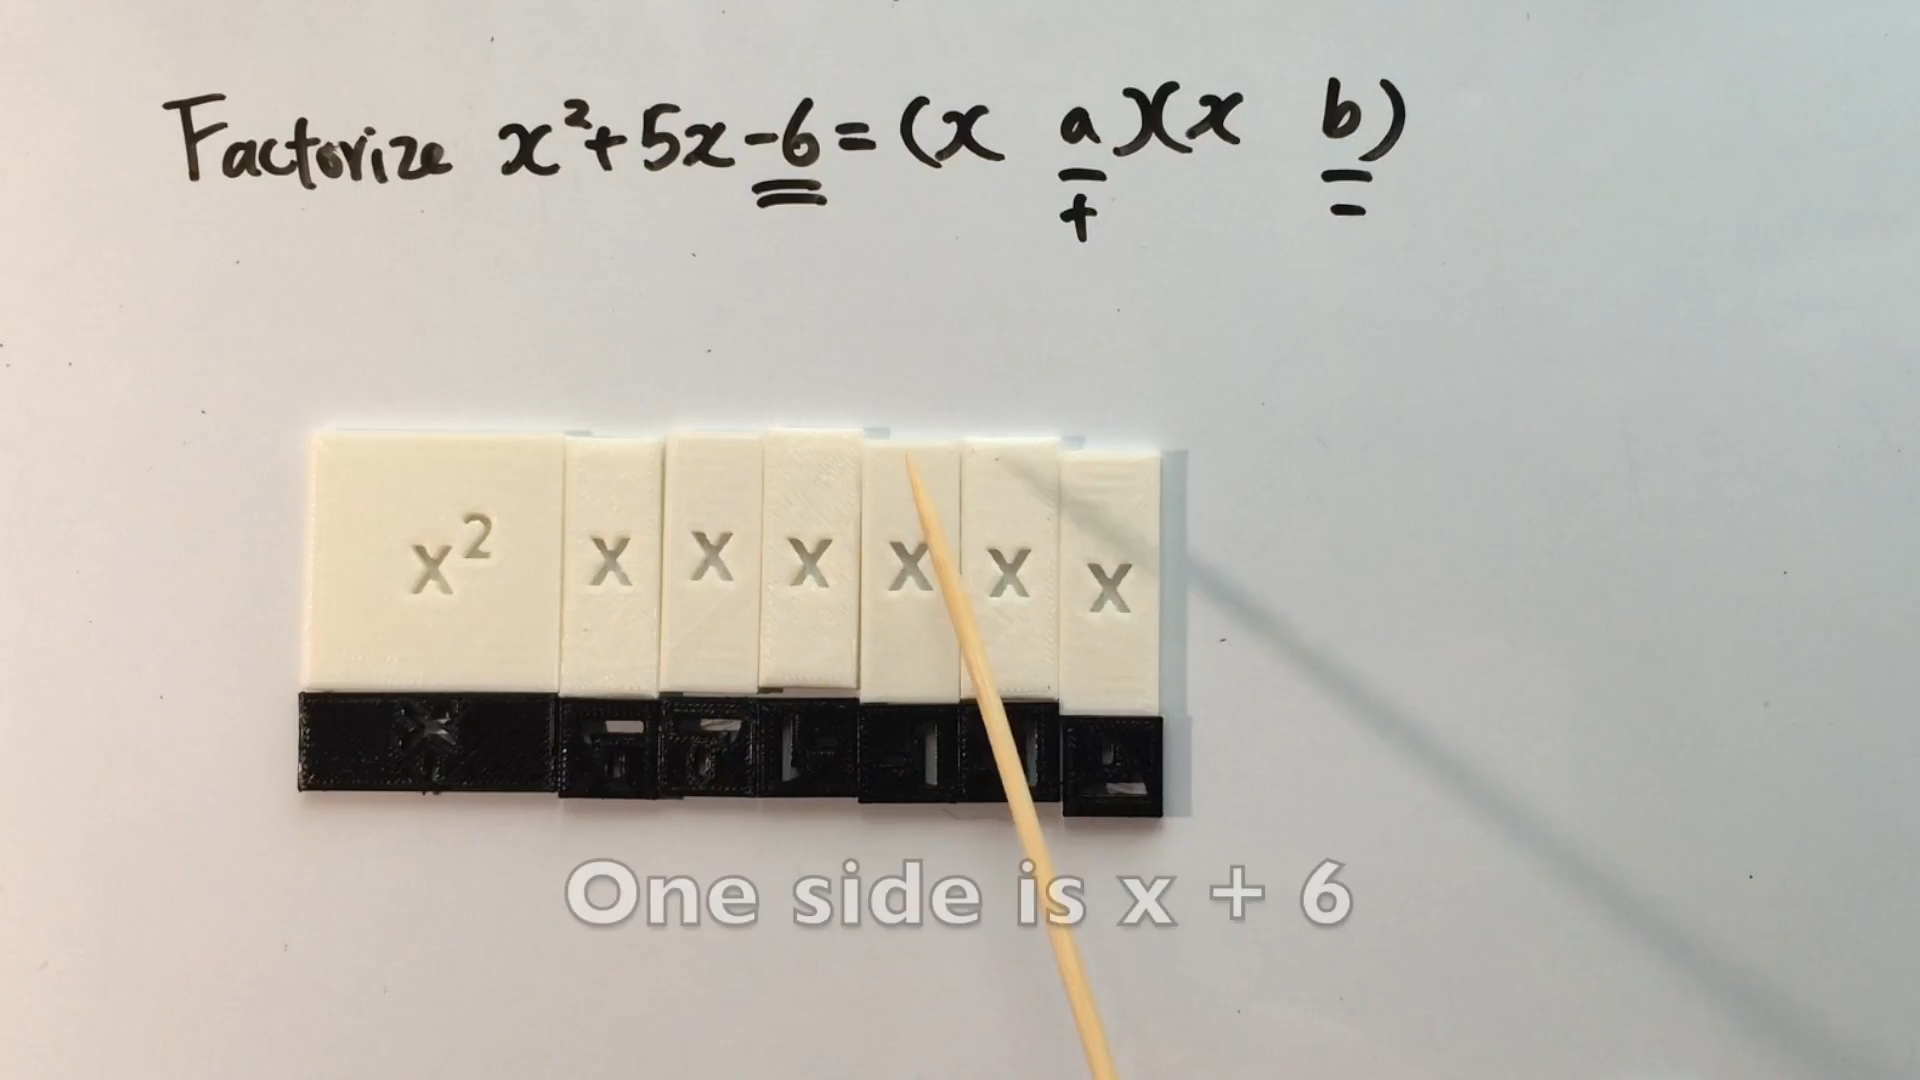 Factorize x²+5x-6=(x a)(x b)
+ -
x² x x x x x x
x
One side is x + 6